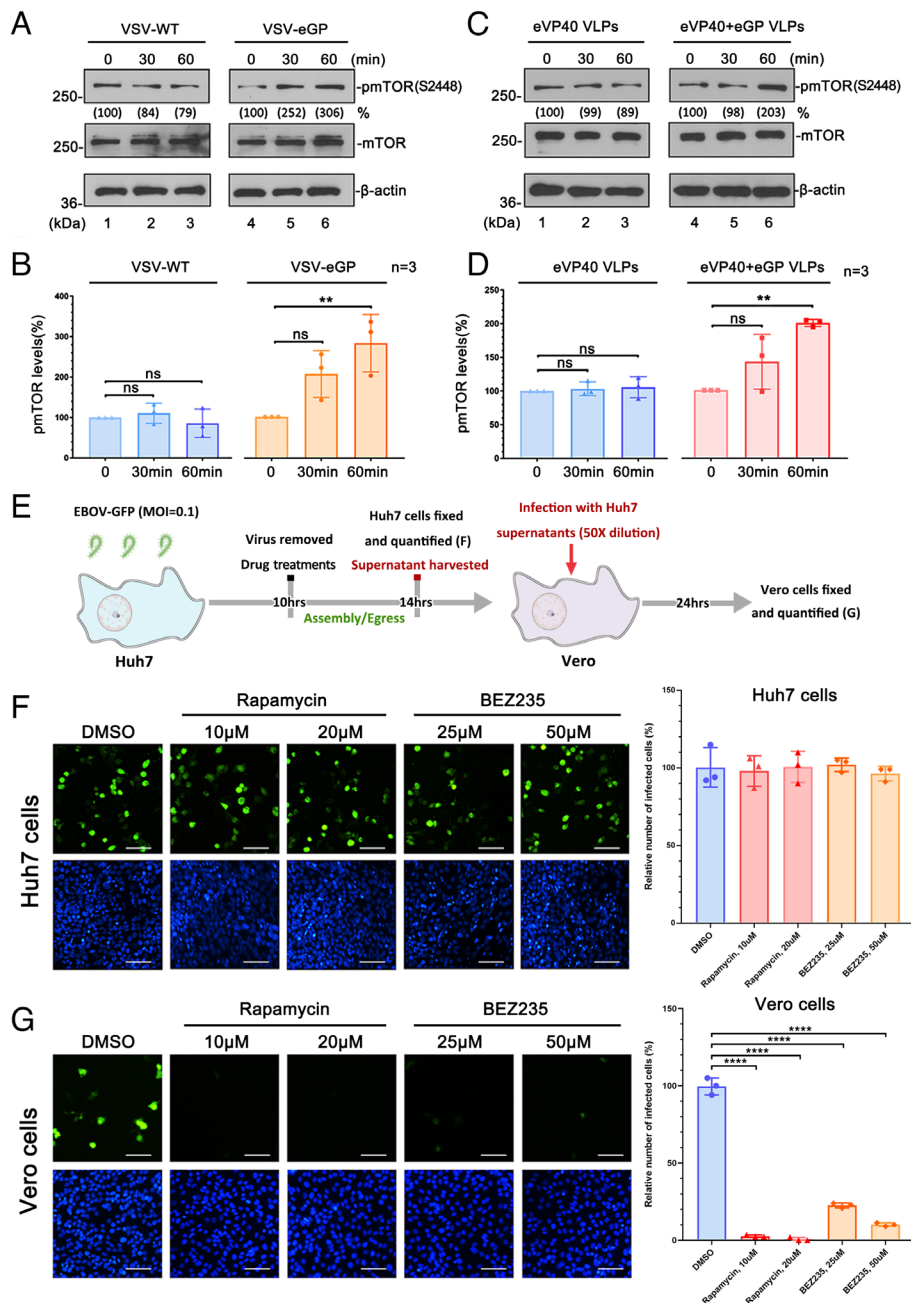 A
VSV-WT
VSV-eGP
0 30 60 0 30 60 (min)
250-
-pmTOR(S2448)
(100) (84) (79) (100) (252) (306) %
250-
-mTOR
-β-actin
36-
(kDa) 1 2 3 4 5 6
C
eVP40 VLPs
eVP40+eGP VLPs
0 30 60 0 30 60 (min)
250-
-pmTOR(S2448)
(100) (99) (89) (100) (98) (203) %
250-
-mTOR
-β-actin
36-
(kDa) 1 2 3 4 5 6
B
VSV-WT
VSV-eGP
n=3
pmTOR levels(%)
400
300
200
100
0
ns
ns
ns
**
0 30min 60min 0 30min 60min
D
eVP40 VLPs
eVP40+eGP VLPs
n=3
pmTOR levels(%)
250
200
150
100
50
0
ns
ns
ns
**
0 30min 60min 0 30min 60min
E
EBOV-GFP (MOI=0.1)
Huh7
Virus removed
Drug treatments
10hrs
Assembly/Egress
Huh7 cells fixed
and quantified (F)
Supernatant harvested
14hrs
Infection with Huh7
supernatants (50X dilution)
Vero
24hrs
Vero cells fixed
and quantified (G)
F
Rapamycin
BEZ235
DMSO 10μM 20μM 25μM 50μM
Huh7 cells
Huh7 cells
Relative number of infected cells (%)
150
100
50
0
DMSO
Rapamycin, 10uM
Rapamycin, 20uM
BEZ235, 25uM
BEZ235, 50uM
G
Rapamycin
BEZ235
DMSO 10μM 20μM 25μM 50μM
Vero cells
Vero cells
Relative number of infected cells (%)
150
100
50
0
****
****
****
****
DMSO
Rapamycin, 10uM
Rapamycin, 20uM
BEZ235, 25uM
BEZ235, 50uM